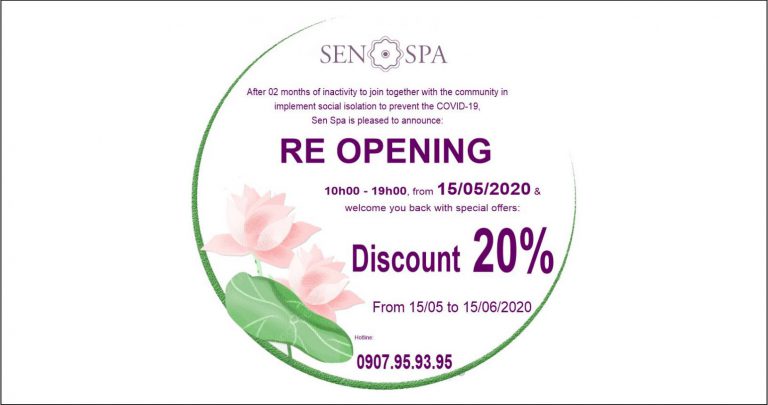 SEN SPA
After 02 months of inactivity to join together with the community in
implement social isolation to prevent the COVID-19,
Sen Spa is pleased to announce:
RE OPENING
10h00 - 19h00, from 15/05/2020 &
welcome you back with special offers:
Discount 20%
From 15/05 to 15/06/2020
Hotline:
0907.95.93.95